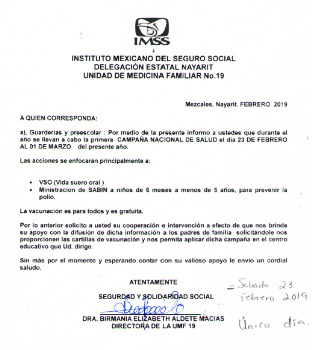 IMSS
INSTITUTO MEXICANO DEL SEGURO SOCIAL
DELEGACIÓN ESTATAL NAYARIT
UNIDAD DE MEDICINA FAMILIAR No.19
Mezcales, Nayarit. FEBRERO 2019
A QUIEN CORRESPONDA:
a). Guarderias y preescolar : Por medio de la presente informo a ustedes que durante el
año se llevan a cabo la primera CAMPAÑA NACIONAL DE SALUD el día 23 DE FEBRERO
AL 01 DE MARZO del presente año.
Las acciones se enfocaran principalmente a:
• VSO (Vida suero oral )
• Ministracion de SABIN a niños de 6 meses a menos de 5 años, para prevenir la
polio.
La vacunación es para todos y es gratuita.
Por lo anterior solicito a usted su cooperación e intervención a efecto de que nos brinde
su apoyo con la difusión de dicha información a los padres de familia solicitándole nos
proporcionen las cartillas de vacunación y nos permita aplicar dicha campaña en el centro
educativo que Ud. dirige.
Sin más por el momento y esperando contar con su valioso apoyo le envío un cordial
saludo.
ATENTAMENTE
SEGURIDAD Y SOLIDARIDAD SOCIAL
DRA. BIRMANIA ELIZABETH ALDETE MACIAS
DIRECTORA DE LA UMF 19
Sabado 23
Febrero 2019
Único día.